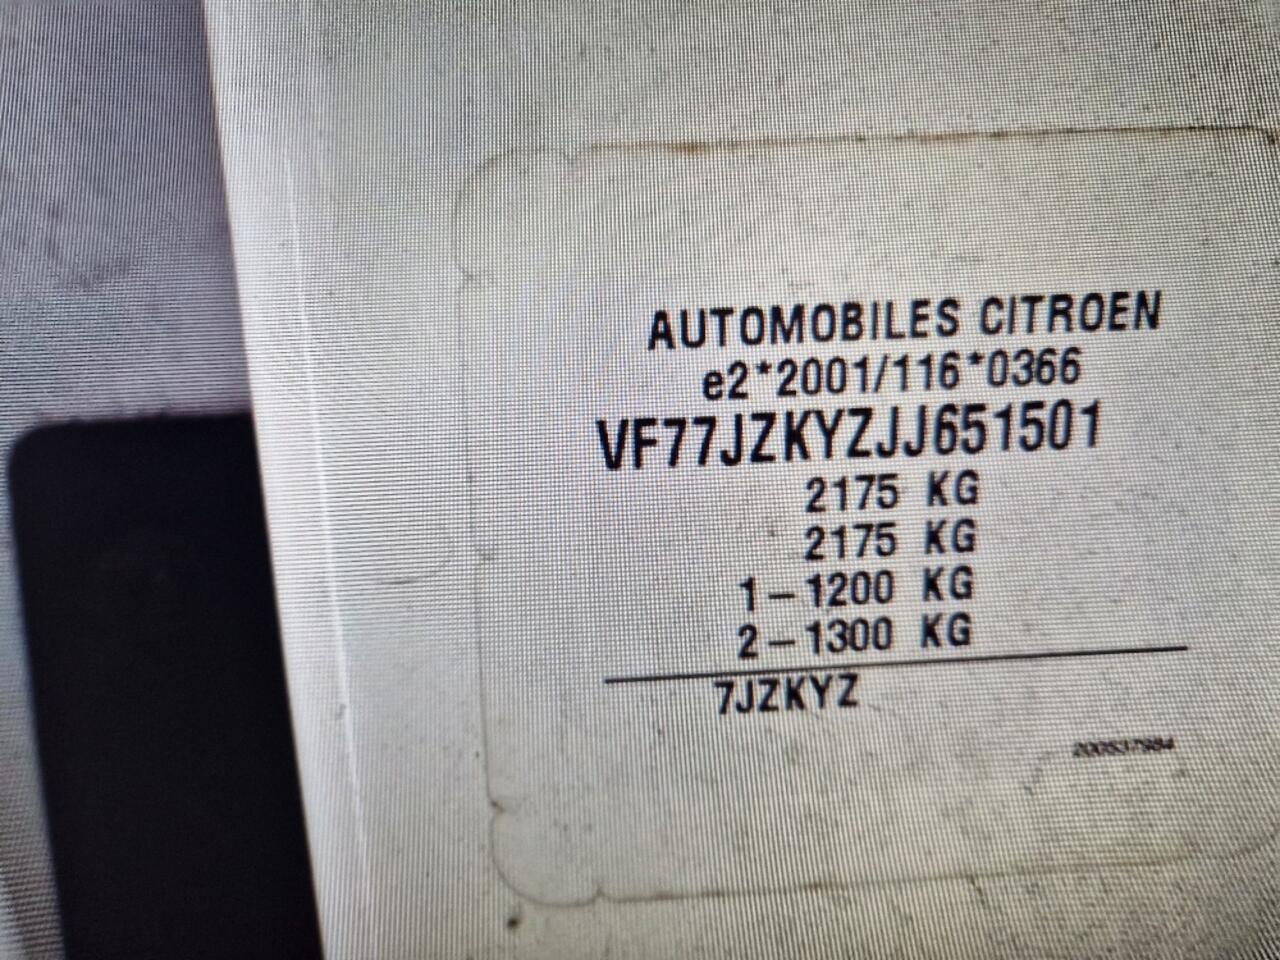 AUTOMOBILES CITROEN
e2*2001/116*0366
VF77JZKYZJJ651501
2175 KG
2175 KG
1-1200 KG
2-1300 KG
7JZKYZ